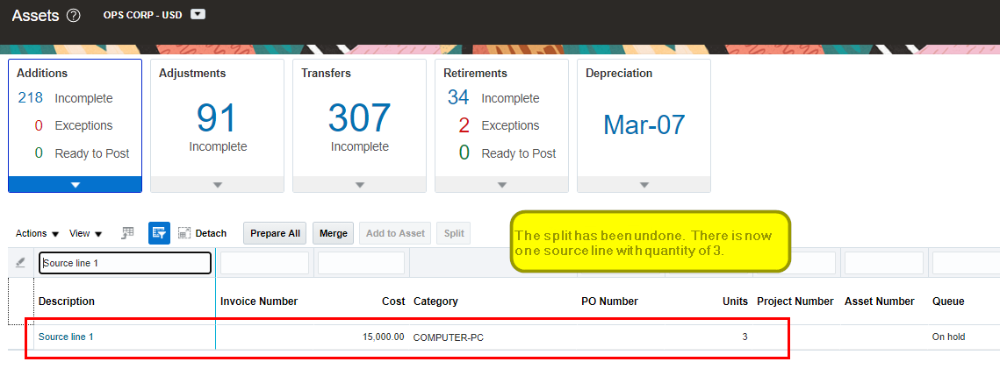 Assets ? OPS CORP - USD
Additions
218 Incomplete
0 Exceptions
0 Ready to Post
Adjustments
91
Incomplete
Transfers
307
Incomplete
Retirements
34 Incomplete
2 Exceptions
0 Ready to Post
Depreciation
Mar-07
Actions View Detach Prepare All Merge Add to Asset Split
The split has been undone. There is now
one source line with quantity of 3.
Source line 1
Description Invoice Number Cost Category PO Number Units Project Number Asset Number Queue
Source line 1 15,000.00 COMPUTER-PC 3 On hold